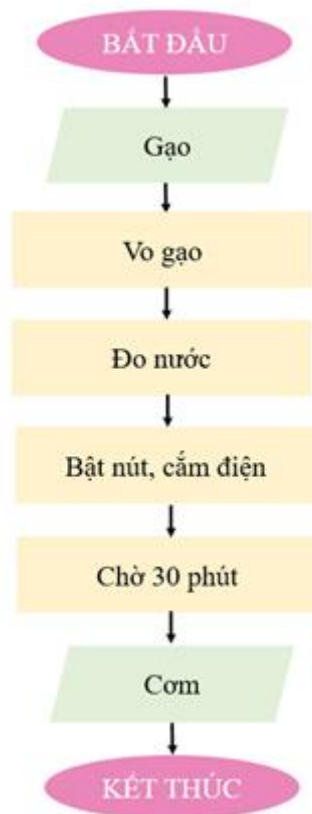 BẮT ĐẦU
Gạo
Vo gạo
Đo nước
Bật nút, cắm điện
Chờ 30 phút
Cơm
KẾT THÚC